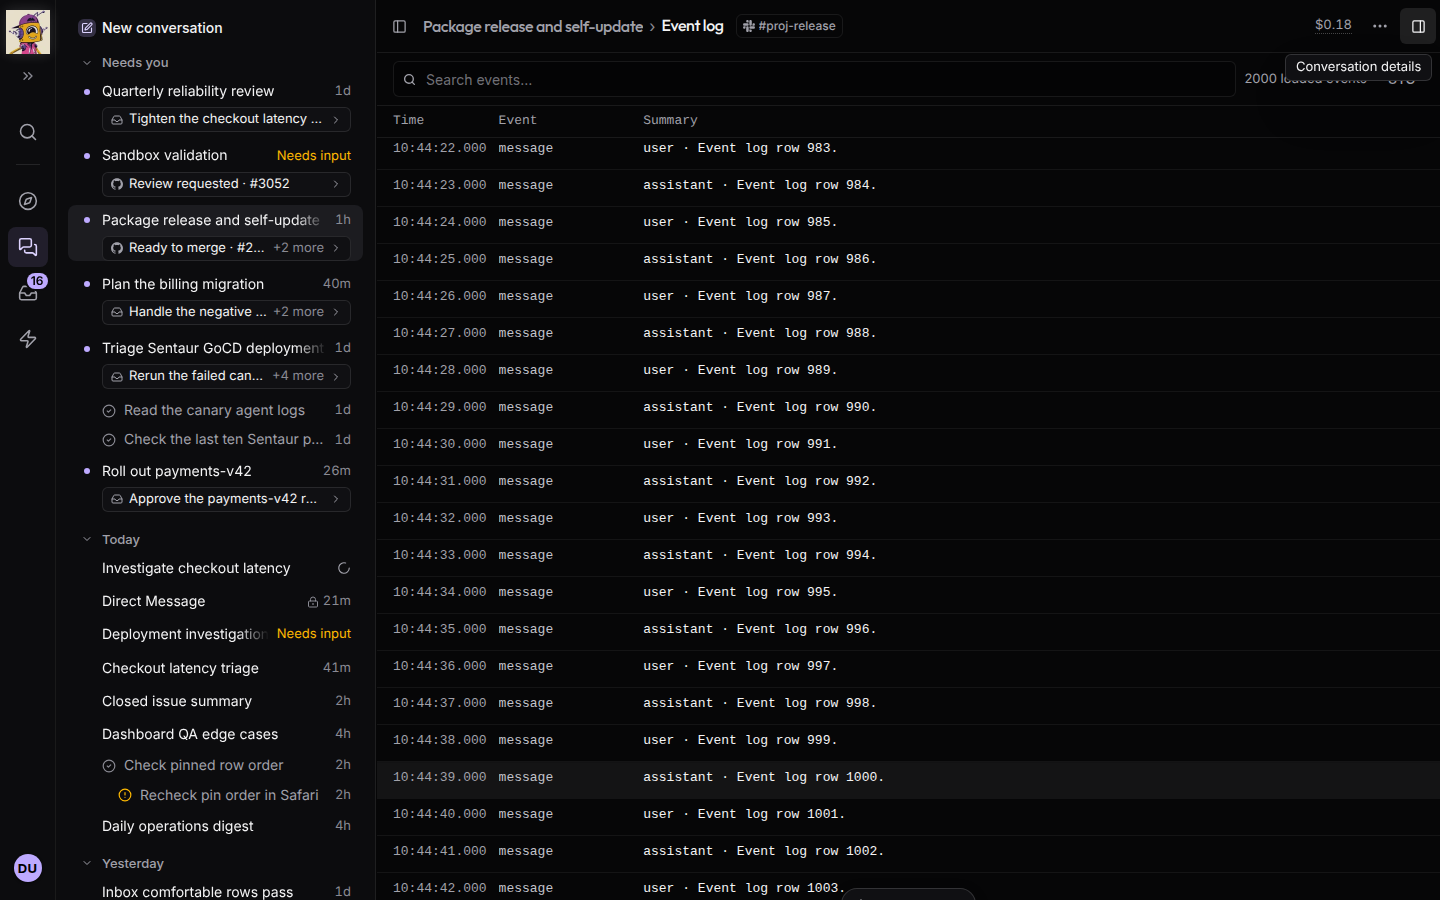 New conversation
Needs you
Quarterly reliability review 1d
Tighten the checkout latency ...
Sandbox validation Needs input
Review requested · #3052
Package release and self-update 1h
Ready to merge · #2... +2 more
16
Plan the billing migration 40m
Handle the negative ... +2 more
Triage Sentaur GoCD deployment 1d
Rerun the failed can... +4 more
Read the canary agent logs 1d
Check the last ten Sentaur p... 1d
Roll out payments-v42 26m
Approve the payments-v42 r...
Today
Investigate checkout latency
Direct Message 21m
Deployment investigation Needs input
Checkout latency triage 41m
Closed issue summary 2h
Dashboard QA edge cases 4h
Check pinned row order 2h
Recheck pin order in Safari 2h
Daily operations digest 4h
Yesterday
Inbox comfortable rows pass 1d
DU
Package release and self-update › Event log #proj-release $0.18
Conversation details
Search events... 2000 loaded events
Time Event Summary
10:44:22.000 message user · Event log row 983.
10:44:23.000 message assistant · Event log row 984.
10:44:24.000 message user · Event log row 985.
10:44:25.000 message assistant · Event log row 986.
10:44:26.000 message user · Event log row 987.
10:44:27.000 message assistant · Event log row 988.
10:44:28.000 message user · Event log row 989.
10:44:29.000 message assistant · Event log row 990.
10:44:30.000 message user · Event log row 991.
10:44:31.000 message assistant · Event log row 992.
10:44:32.000 message user · Event log row 993.
10:44:33.000 message assistant · Event log row 994.
10:44:34.000 message user · Event log row 995.
10:44:35.000 message assistant · Event log row 996.
10:44:36.000 message user · Event log row 997.
10:44:37.000 message assistant · Event log row 998.
10:44:38.000 message user · Event log row 999.
10:44:39.000 message assistant · Event log row 1000.
10:44:40.000 message user · Event log row 1001.
10:44:41.000 message assistant · Event log row 1002.
10:44:42.000 message user · Event log row 1003.